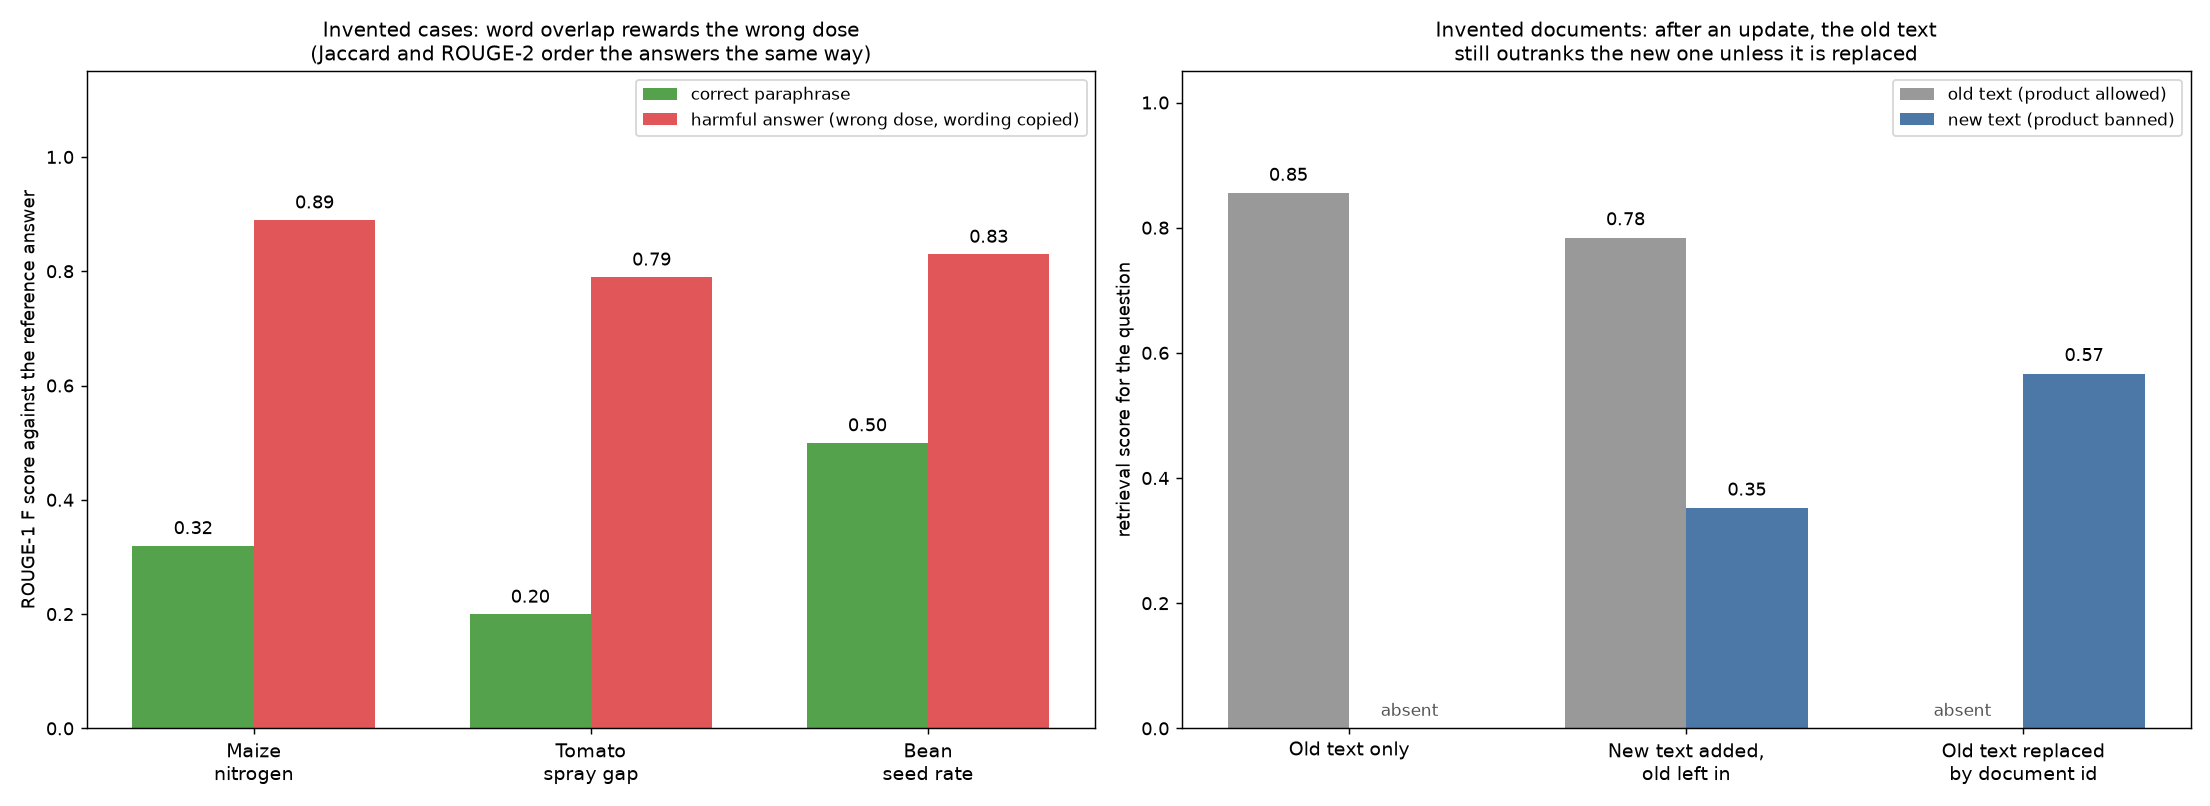 Invented cases: word overlap rewards the wrong dose
(Jaccard and ROUGE-2 order the answers the same way)
correct paraphrase
harmful answer (wrong dose, wording copied)
ROUGE-1 F score against the reference answer
1.0
0.8
0.6
0.4
0.2
0.0
0.32
0.89
0.20
0.79
0.50
0.83
Maize
nitrogen
Tomato
spray gap
Bean
seed rate
Invented documents: after an update, the old text
still outranks the new one unless it is replaced
old text (product allowed)
new text (product banned)
retrieval score for the question
1.0
0.8
0.6
0.4
0.2
0.0
0.85
absent
0.78
0.35
absent
0.57
Old text only
New text added,
old left in
Old text replaced
by document id